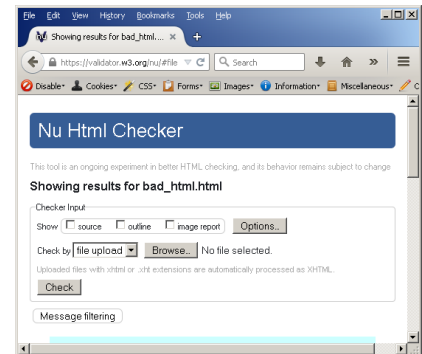 File Edit View History Bookmarks Tools Help
Showing results for bad_html.... × +
https://validator.w3.org/nu/#file Search
Disable Cookies CSS Forms Images Information Miscellaneous
Nu Html Checker
This tool is an ongoing experiment in better HTML checking, and its behavior remains subject to change
Showing results for bad_html.html
Checker Input
Show source outline image report Options..
Check by file upload Browse.. No file selected.
Uploaded files with .xhtml or .xht extensions are automatically processed as XHTML.
Check
Message filtering